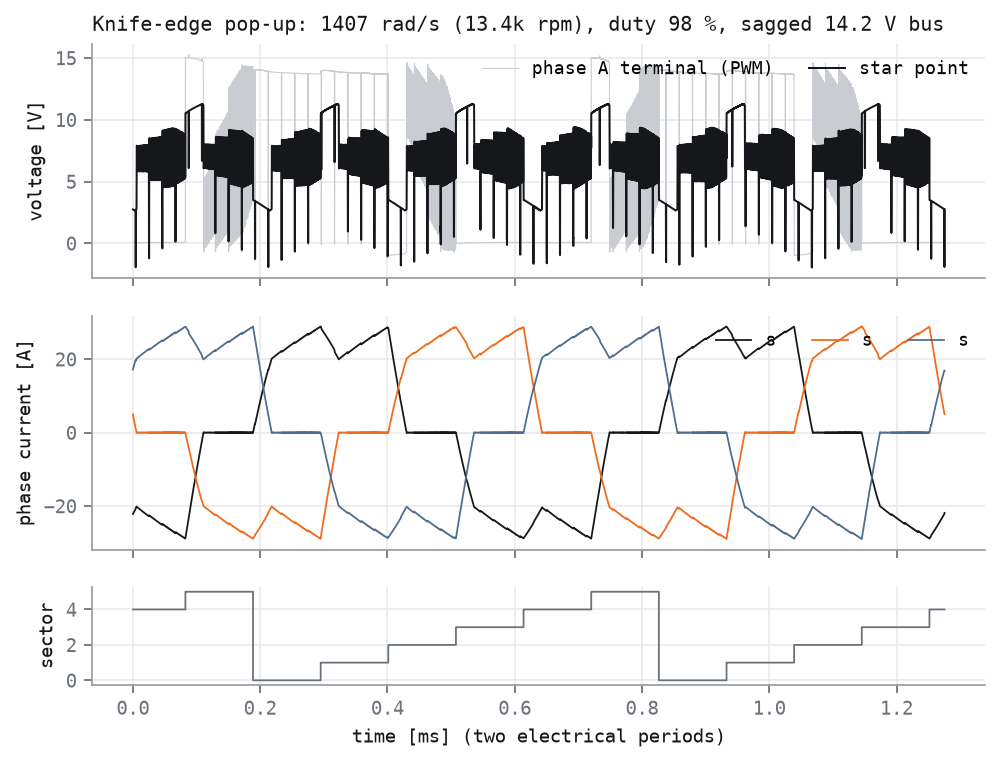 Knife-edge pop-up: 1407 rad/s (13.4k rpm), duty 98 %, sagged 14.2 V bus
phase A terminal (PWM) star point
voltage [V]
15
10
5
0
s s s
phase current [A]
20
0
−20
sector
4
2
0
0.0 0.2 0.4 0.6 0.8 1.0 1.2
time [ms] (two electrical periods)